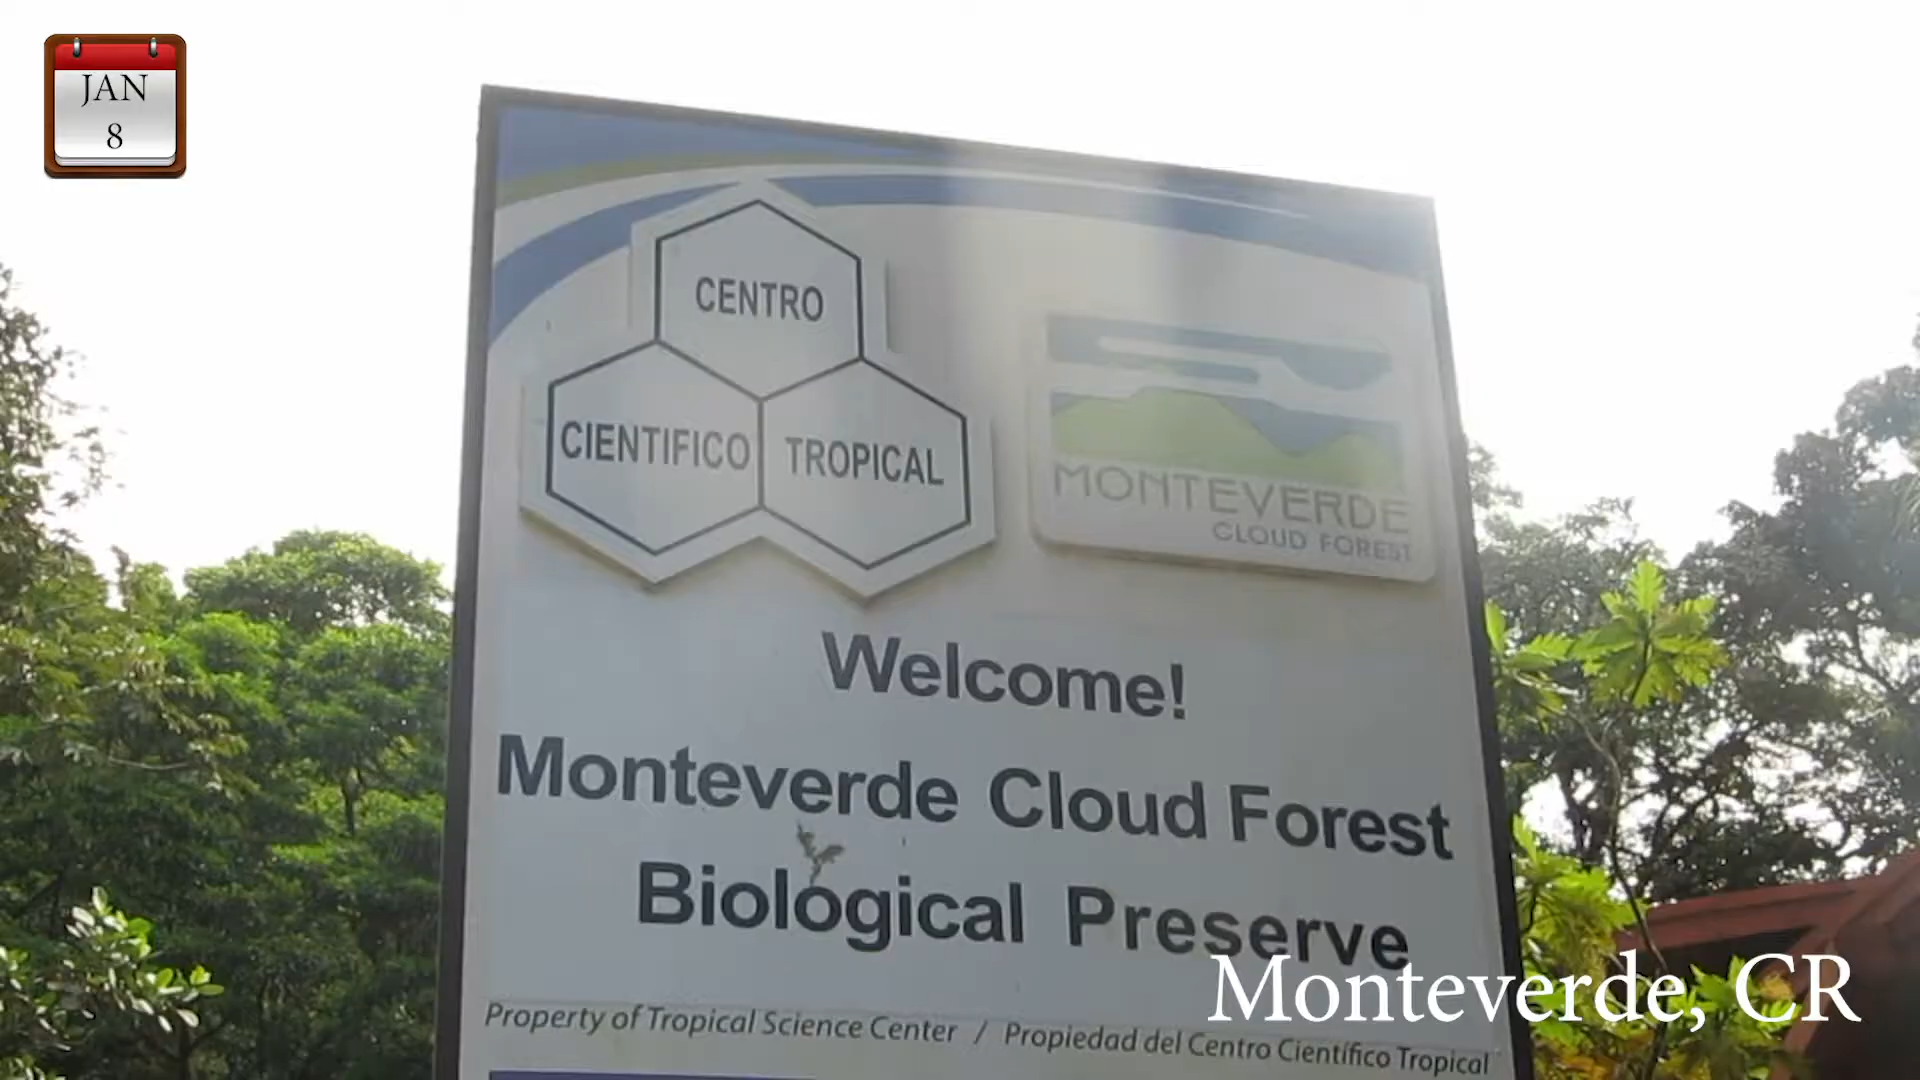 JAN
8
CENTRO
CIENTIFICO TROPICAL
MONTEVERDE
CLOUD FOREST
Welcome!
Monteverde Cloud Forest
Biological Preserve
Property of Tropical Science Center / Propiedad del Centro Científico Tropical
Monteverde, CR